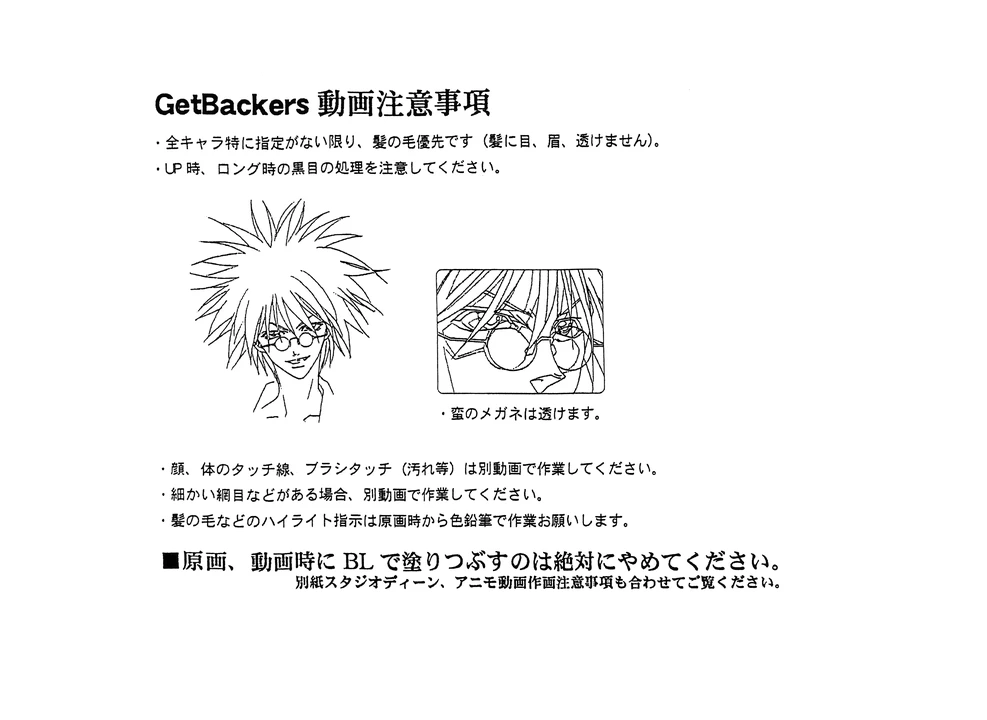 GetBackers 動画注意事項
・全キャラ特に指定がない限り、髪の毛優先です（髪に目、眉、透けません）。
・UP 時、ロング時の黒目の処理を注意してください。
・蛮のメガネは透けます。
・顔、体のタッチ線、ブラシタッチ（汚れ等）は別動画で作業してください。
・細かい網目などがある場合、別動画で作業してください。
・髪の毛などのハイライト指示は原画時から色鉛筆で作業お願いします。
■原画、動画時に BL で塗りつぶすのは絶対にやめてください。
別紙スタジオディーン、アニモ動画作画注意事項も合わせてご覧ください。